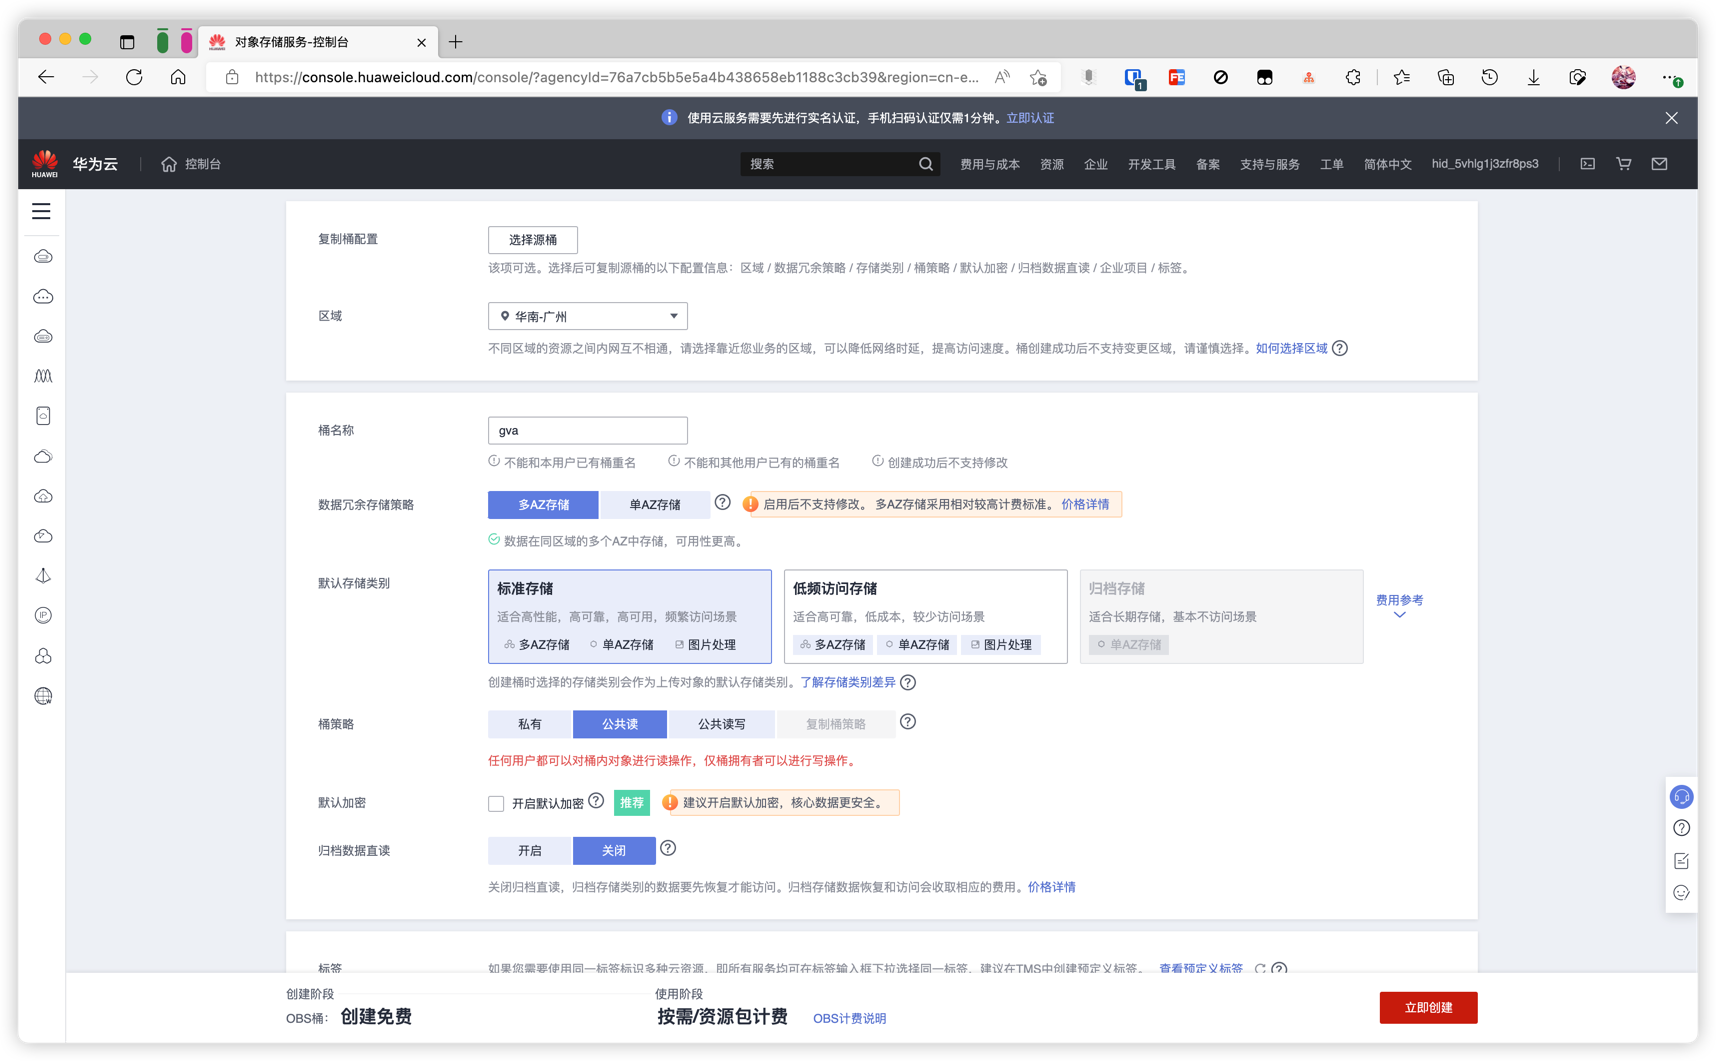 对象存储服务-控制台
https://console.huaweicloud.com/console/?agencyId=76a7cb5b5e5a4b438658eb1188c3cb39&region=cn-e...
1
使用云服务需要先进行实名认证，手机扫码认证仅需1分钟。立即认证
HUAWEI 华为云 控制台 搜索 费用与成本 资源 企业 开发工具 备案 支持与服务 工单 简体中文 hid_5vhlg1j3zfr8ps3
复制桶配置 选择源桶
该项可选。选择后可复制源桶的以下配置信息：区域 / 数据冗余策略 / 存储类别 / 桶策略 / 默认加密 / 归档数据直读 / 企业项目 / 标签。
区域 华南-广州
不同区域的资源之间内网互不相通，请选择靠近您业务的区域，可以降低网络时延，提高访问速度。桶创建成功后不支持变更区域，请谨慎选择。如何选择区域
桶名称 gva
不能和本用户已有桶重名 不能和其他用户已有的桶重名 创建成功后不支持修改
数据冗余存储策略 多AZ存储 单AZ存储 启用后不支持修改。 多AZ存储采用相对较高计费标准。 价格详情
数据在同区域的多个AZ中存储，可用性更高。
默认存储类别 标准存储 低频访问存储 归档存储 费用参考
适合高性能，高可靠，高可用，频繁访问场景 适合高可靠，低成本，较少访问场景 适合长期存储，基本不访问场景
多AZ存储 单AZ存储 图片处理 多AZ存储 单AZ存储 图片处理 单AZ存储
创建桶时选择的存储类别会作为上传对象的默认存储类别。了解存储类别差异
桶策略 私有 公共读 公共读写 复制桶策略
任何用户都可以对桶内对象进行读操作，仅桶拥有者可以进行写操作。
默认加密 开启默认加密 推荐 建议开启默认加密，核心数据更安全。
归档数据直读 开启 关闭
关闭归档直读，归档存储类别的数据要先恢复才能访问。归档存储数据恢复和访问会收取相应的费用。价格详情
标签 如果您需要使用同一标签标识多种云资源，即所有服务均可在标签输入框下拉选择同一标签，建议在TMS中创建预定义标签。 查看预定义标签
创建阶段 使用阶段
OBS桶： 创建免费 按需/资源包计费 OBS计费说明 立即创建
IP